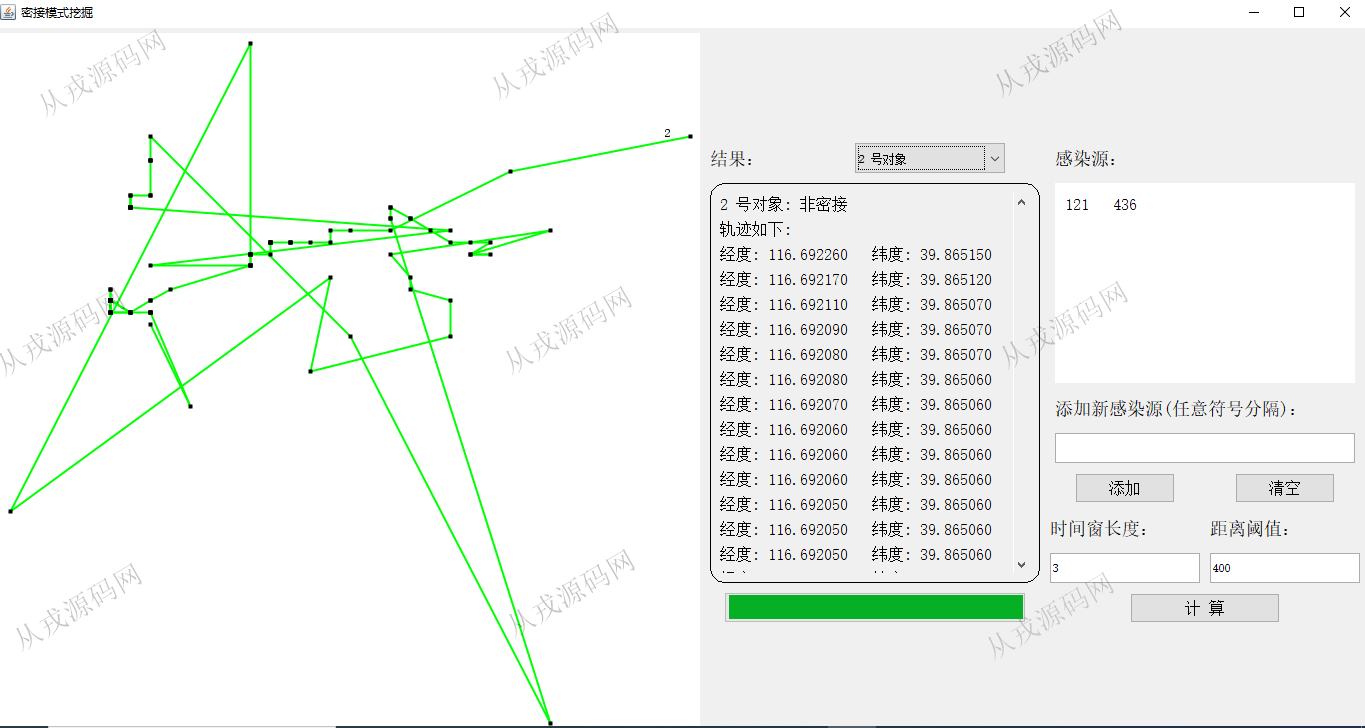 密接模式挖掘
从戎源码网
从戎源码网
从戎源码网
2
结果:
2 号对象
感染源:
2 号对象: 非密接
轨迹如下:
经度: 116.692260 纬度: 39.865150
经度: 116.692170 纬度: 39.865120
经度: 116.692110 纬度: 39.865070
经度: 116.692090 纬度: 39.865070
经度: 116.692080 纬度: 39.865070
经度: 116.692080 纬度: 39.865060
经度: 116.692070 纬度: 39.865060
经度: 116.692060 纬度: 39.865060
经度: 116.692060 纬度: 39.865060
经度: 116.692060 纬度: 39.865060
经度: 116.692050 纬度: 39.865060
经度: 116.692050 纬度: 39.865060
经度: 116.692050 纬度: 39.865060
121 436
从戎源码网
从戎源码网
从戎源码网
添加新感染源(任意符号分隔):
添加
清空
时间窗长度:
距离阈值:
3
400
计 算
从戎源码网
从戎源码网
从戎源码网